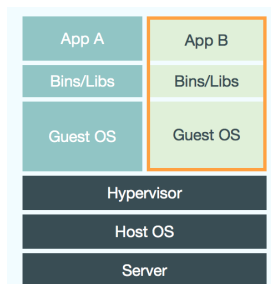 App A
App B
Bins/Libs
Bins/Libs
Guest OS
Guest OS
Hypervisor
Host OS
Server